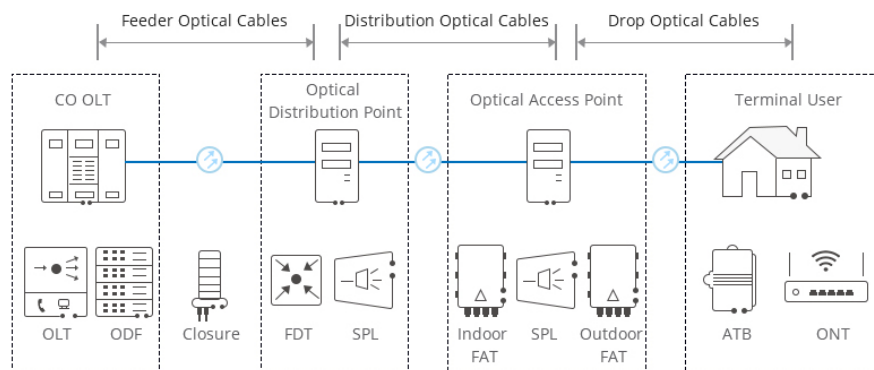 Feeder Optical Cables
Distribution Optical Cables
Drop Optical Cables
CO OLT
Optical
Distribution Point
Optical Access Point
Terminal User
OLT
ODF
Closure
FDT
SPL
Indoor
FAT
SPL
Outdoor
FAT
ATB
ONT